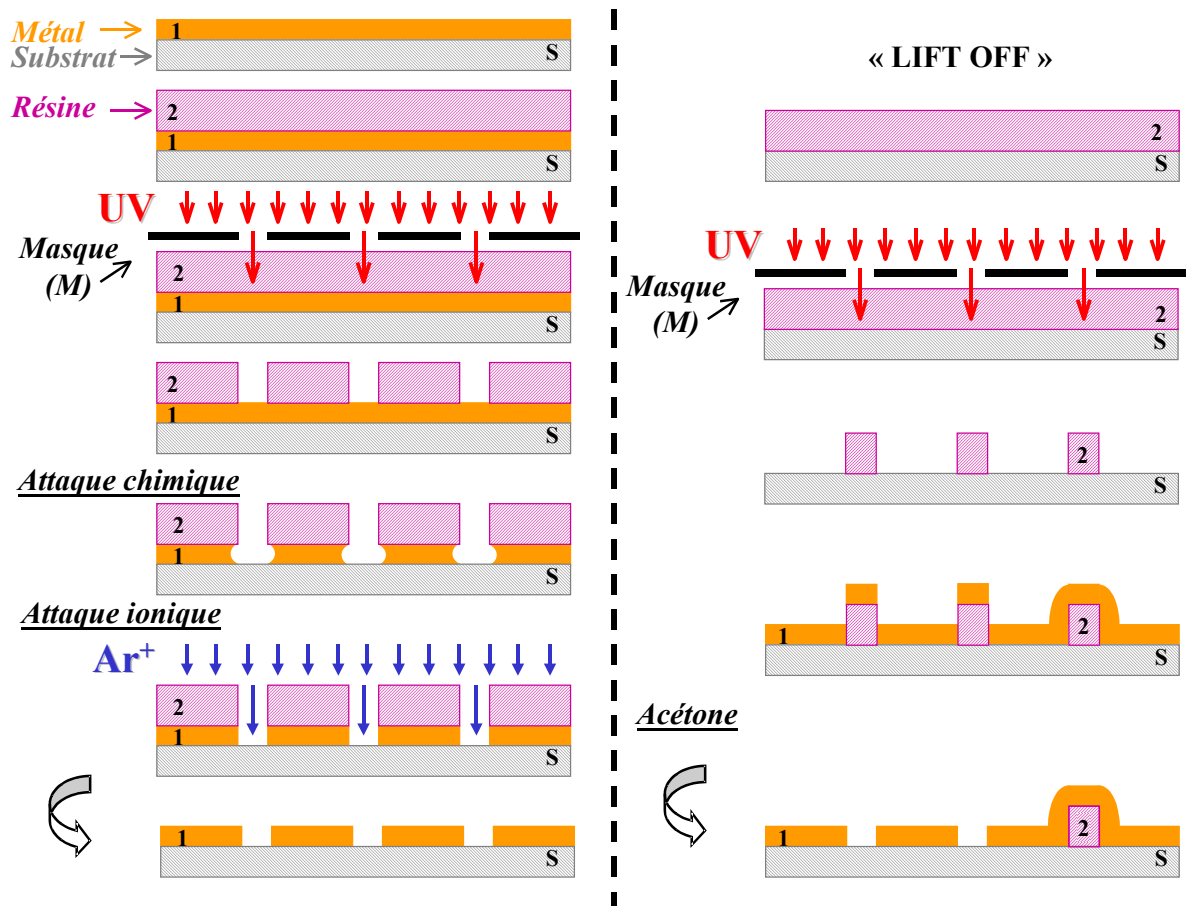 Métal
1
Substrat
S
Résine
2
1
S
UV
Masque
(M)
2
1
S
2
1
S
Attaque chimique
2
1
S
Attaque ionique
Ar+
2
1
S
1
S
« LIFT OFF »
2
S
UV
Masque
(M)
2
S
2
S
1
2
S
Acétone
1
2
S